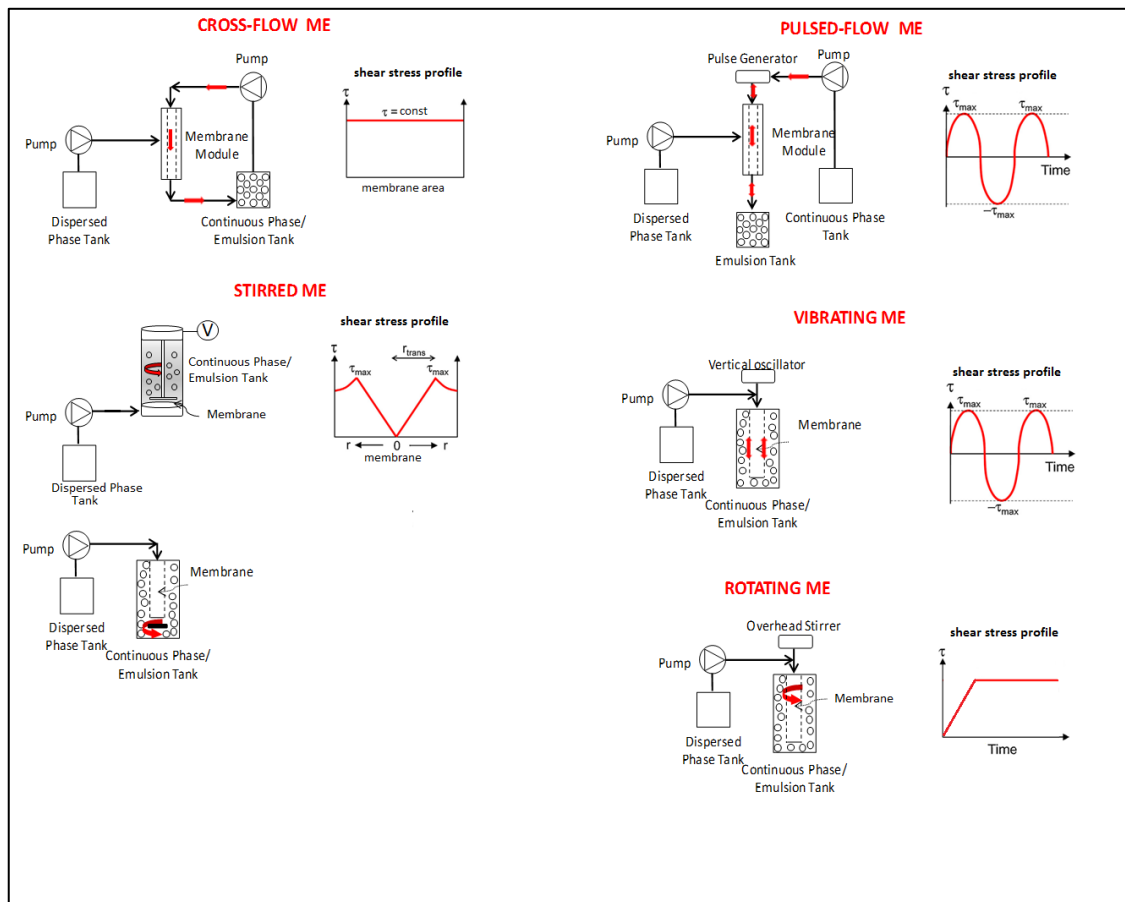 CROSS-FLOW ME
Pump
shear stress profile
τ
τ = const
Pump
Membrane
Module
membrane area
Dispersed
Phase Tank
Continuous Phase/
Emulsion Tank
PULSED-FLOW ME
Pulse Generator
Pump
shear stress profile
τ
τmax
τmax
Pump
Membrane
Module
Time
−τmax
Dispersed
Phase Tank
Continuous Phase
Tank
Emulsion Tank
STIRRED ME
shear stress profile
V
τ
rtrans
τmax
τmax
Continuous Phase/
Emulsion Tank
Pump
Membrane
r
0
r
membrane
Dispersed Phase
Tank
Pump
Membrane
Dispersed
Phase Tank
Continuous Phase/
Emulsion Tank
VIBRATING ME
Vertical oscillator
shear stress profile
τ
τmax
τmax
Pump
Membrane
Time
Dispersed
Phase Tank
Continuous Phase/
Emulsion Tank
−τmax
ROTATING ME
Overhead Stirrer
shear stress profile
τ
Pump
Membrane
Dispersed
Phase Tank
Time
Continuous Phase/
Emulsion Tank